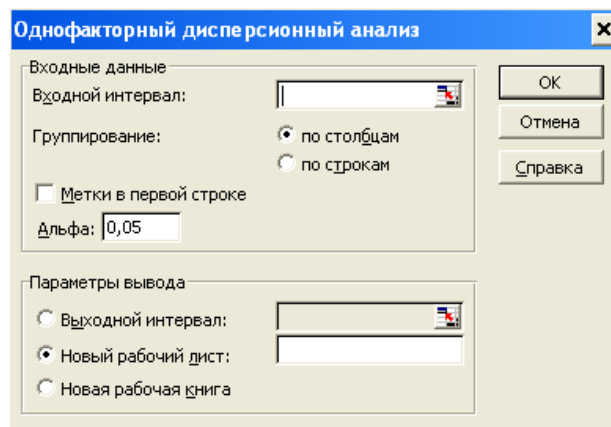 Однофакторный дисперсионный анализ
Входные данные
Входной интервал:
Группирование:
по столбцам
по строкам
Метки в первой строке
Альфа: 0,05
OK
Отмена
Справка
Параметры вывода
Выходной интервал:
Новый рабочий лист:
Новая рабочая книга